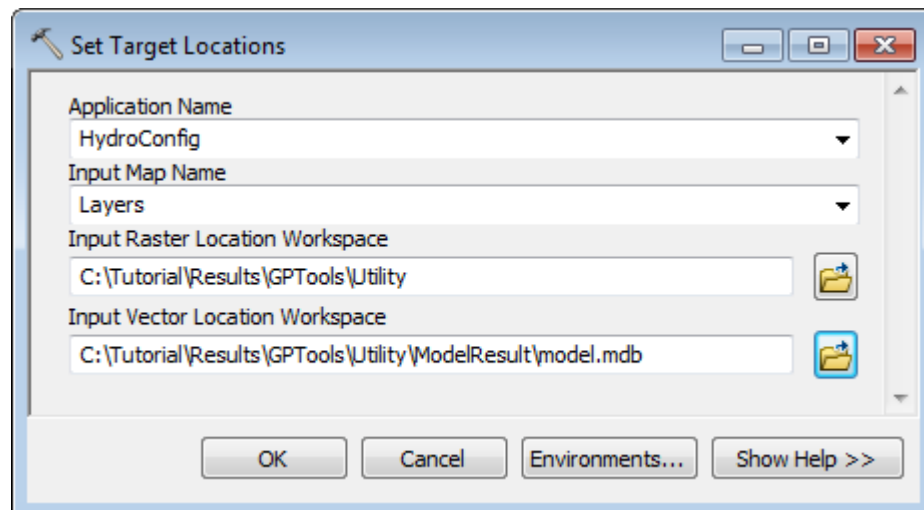 Set Target Locations
Application Name
HydroConfig
Input Map Name
Layers
Input Raster Location Workspace
C:\Tutorial\Results\GPTools\Utility
Input Vector Location Workspace
C:\Tutorial\Results\GPTools\Utility\ModelResult\model.mdb
OK Cancel Environments... Show Help >>